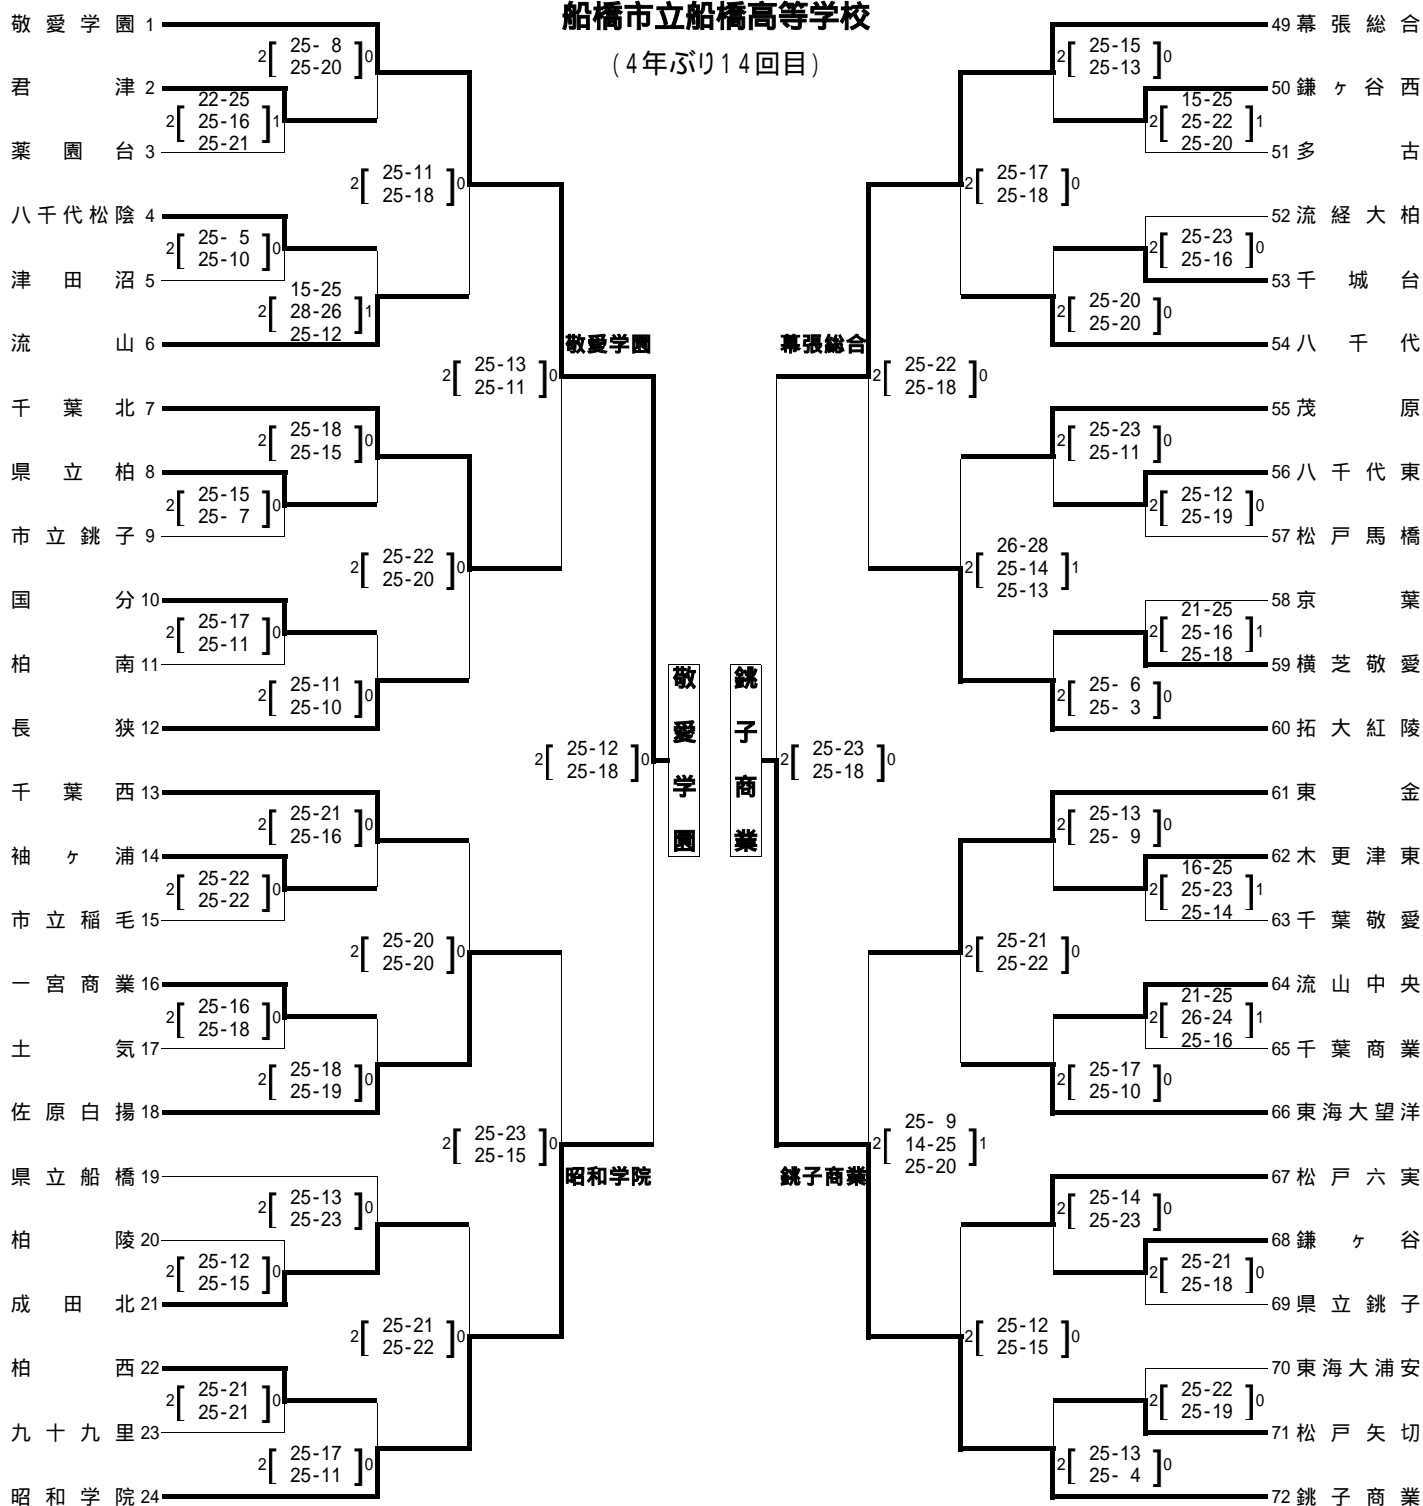 船橋市立船橋高等学校
(4年ぶり14回目)
敬愛学園 1
2[ 25- 8 ]0
25-20
君津 2
2[ 22-25 ]1
25-16
25-21
薬園台 3
2[ 25-11 ]0
25-18
八千代松陰 4
2[ 25- 5 ]0
25-10
津田沼 5
2[ 15-25 ]1
28-26
25-12
流山 6
敬愛学園
2[ 25-13 ]0
25-11
千葉北 7
2[ 25-18 ]0
25-15
県立柏 8
2[ 25-15 ]0
25- 7
市立銚子 9
2[ 25-22 ]0
25-20
国分 10
2[ 25-17 ]0
25-11
柏南 11
2[ 25-11 ]0
25-10
長狭 12
敬愛学園
2[ 25-12 ]0
25-18
千葉西 13
2[ 25-21 ]0
25-16
袖ヶ浦 14
2[ 25-22 ]0
25-22
市立稲毛 15
2[ 25-20 ]0
25-20
一宮商業 16
2[ 25-16 ]0
25-18
土気 17
2[ 25-18 ]0
25-19
佐原白揚 18
2[ 25-23 ]0
25-15
昭和学院
県立船橋 19
2[ 25-13 ]0
25-23
柏陵 20
2[ 25-12 ]0
25-15
成田北 21
2[ 25-21 ]0
25-22
柏西 22
2[ 25-21 ]0
25-21
九十九里 23
2[ 25-17 ]0
25-11
昭和学院 24
49 幕張総合
2[ 25-15 ]0
25-13
50 鎌ヶ谷西
2[ 15-25 ]1
25-22
25-20
51 多古
2[ 25-17 ]0
25-18
52 流経大柏
2[ 25-23 ]0
25-16
53 千城台
2[ 25-20 ]0
25-20
54 八千代
幕張総合
2[ 25-22 ]0
25-18
55 茂原
2[ 25-23 ]0
25-11
56 八千代東
2[ 25-12 ]0
25-19
57 松戸馬橋
2[ 26-28 ]1
25-14
25-13
58 京葉
2[ 21-25 ]1
25-16
25-18
59 横芝敬愛
2[ 25- 6 ]0
25- 3
60 拓大紅陵
銚子商業
2[ 25-23 ]0
25-18
61 東金
2[ 25-13 ]0
25- 9
62 木更津東
2[ 16-25 ]1
25-23
25-14
63 千葉敬愛
2[ 25-21 ]0
25-22
64 流山中央
2[ 21-25 ]1
26-24
25-16
65 千葉商業
2[ 25-17 ]0
25-10
66 東海大望洋
2[ 25- 9 ]1
14-25
25-20
銚子商業
67 松戸六実
2[ 25-14 ]0
25-23
68 鎌ヶ谷
2[ 25-21 ]0
25-18
69 県立銚子
2[ 25-12 ]0
25-15
70 東海大浦安
2[ 25-22 ]0
25-19
71 松戸矢切
2[ 25-13 ]0
25- 4
72 銚子商業